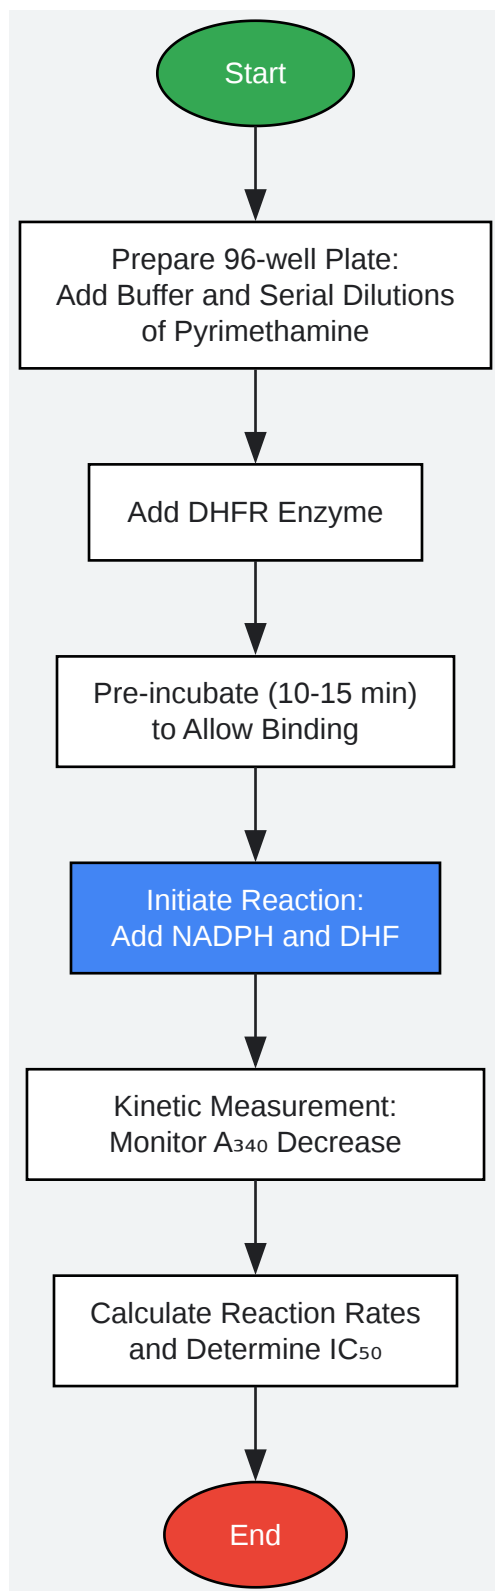 Start
Prepare 96-well Plate:
Add Buffer and Serial Dilutions
of Pyrimethamine
Add DHFR Enzyme
Pre-incubate (10-15 min)
to Allow Binding
Initiate Reaction:
Add NADPH and DHF
Kinetic Measurement:
Monitor A₃₄₀ Decrease
Calculate Reaction Rates
and Determine IC₅₀
End